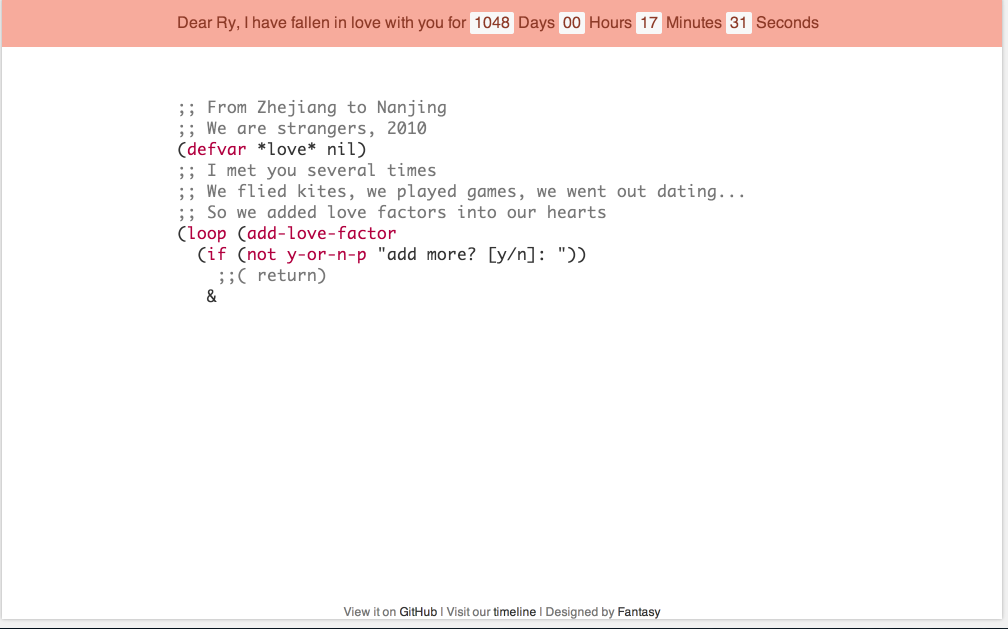 Dear Ry, I have fallen in love with you for 1048 Days 00 Hours 17 Minutes 31 Seconds
;; From Zhejiang to Nanjing
;; We are strangers, 2010
(defvar *love* nil)
;; I met you several times
;; We flied kites, we played games, we went out dating...
;; So we added love factors into our hearts
(loop (add-love-factor
  (if (not y-or-n-p "add more? [y/n]: "))
    ;;( return)
   &
View it on GitHub | Visit our timeline | Designed by Fantasy